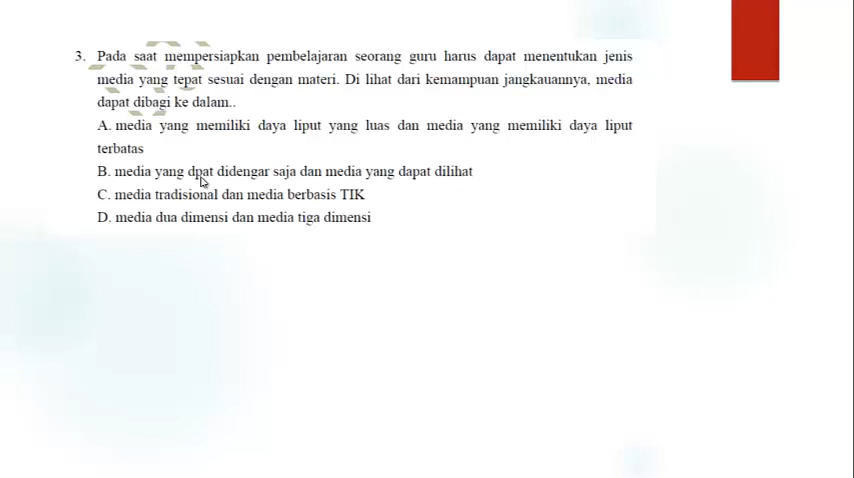 3. Pada saat mempersiapkan pembelajaran seorang guru harus dapat menentukan jenis
media yang tepat sesuai dengan materi. Di lihat dari kemampuan jangkauannya, media
dapat dibagi ke dalam..
A. media yang memiliki daya liput yang luas dan media yang memiliki daya liput
terbatas
B. media yang dpat didengar saja dan media yang dapat dilihat
C. media tradisional dan media berbasis TIK
D. media dua dimensi dan media tiga dimensi